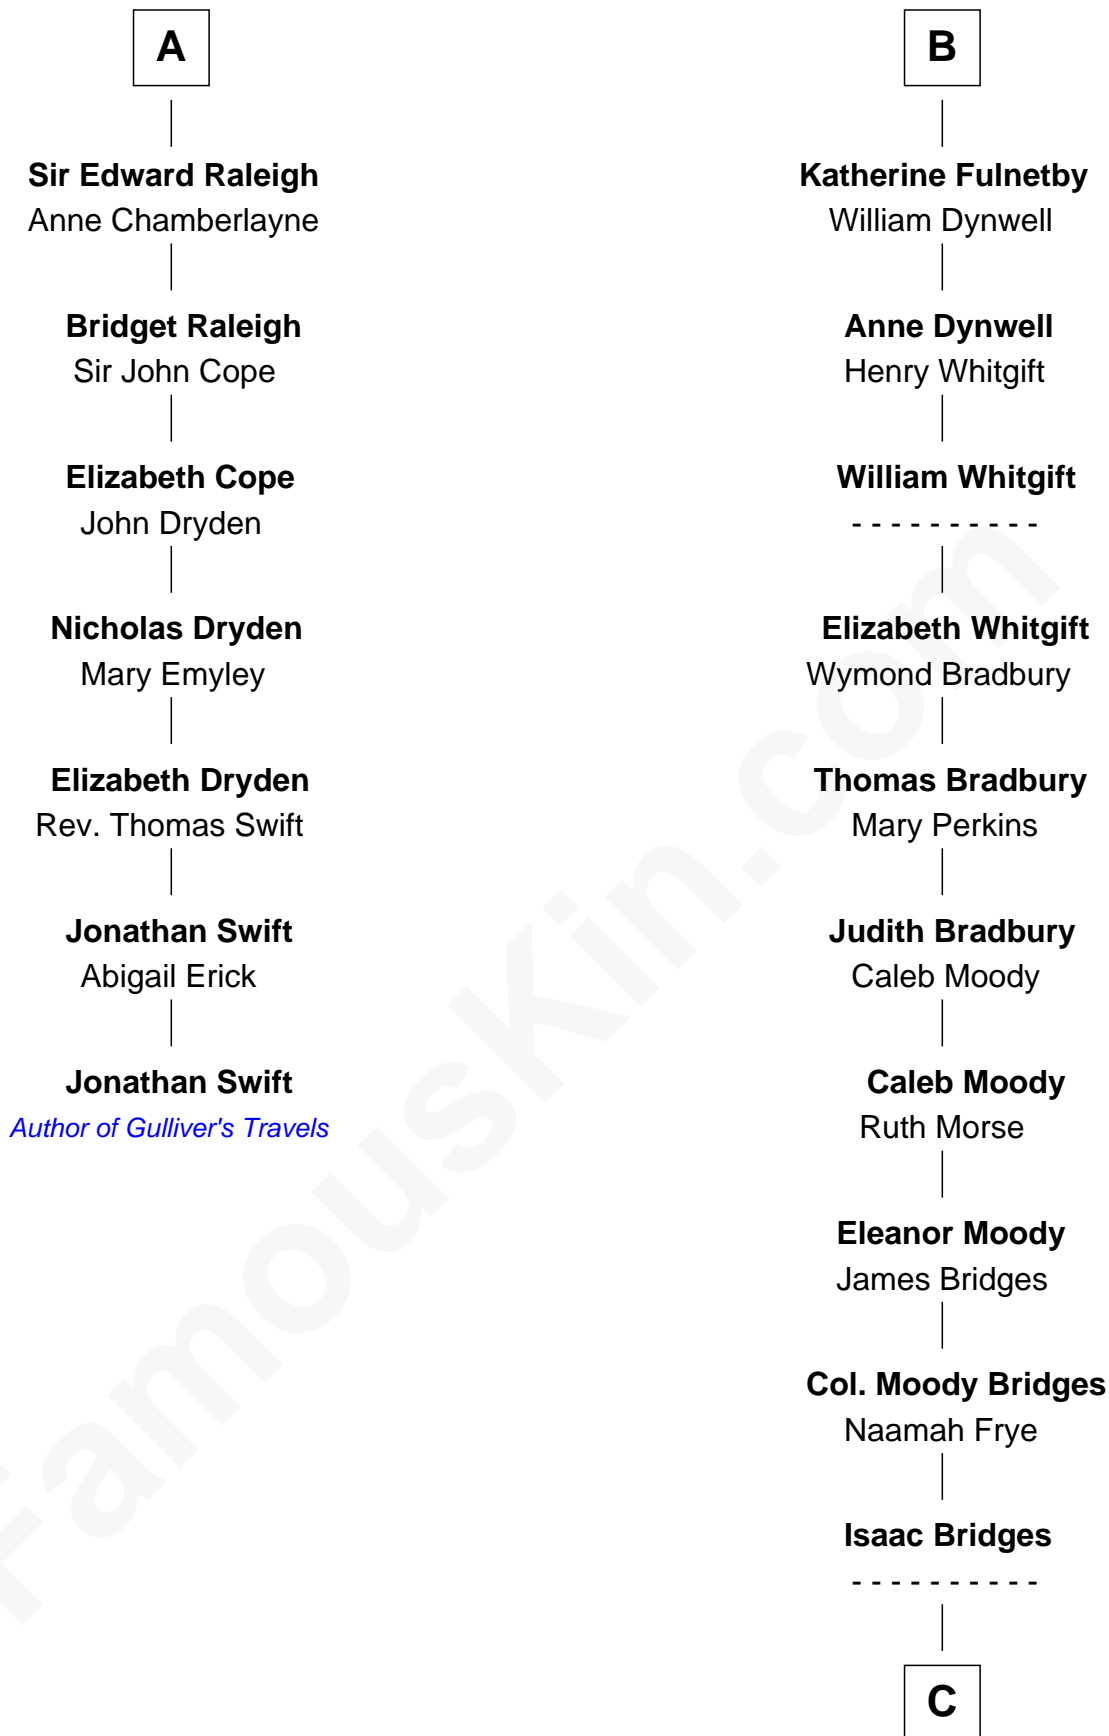 A
Sir Edward Raleigh
Anne Chamberlayne
Bridget Raleigh
Sir John Cope
Elizabeth Cope
John Dryden
Nicholas Dryden
Mary Emyley
Elizabeth Dryden
Rev. Thomas Swift
Jonathan Swift
Abigail Erick
Jonathan Swift
Author of Gulliver's Travels
B
Katherine Fulnetby
William Dynwell
Anne Dynwell
Henry Whitgift
William Whitgift
- - - - - - - - - -
Elizabeth Whitgift
Wymond Bradbury
Thomas Bradbury
Mary Perkins
Judith Bradbury
Caleb Moody
Caleb Moody
Ruth Morse
Eleanor Moody
James Bridges
Col. Moody Bridges
Naamah Frye
Isaac Bridges
- - - - - - - - - -
C
FamousKin.com